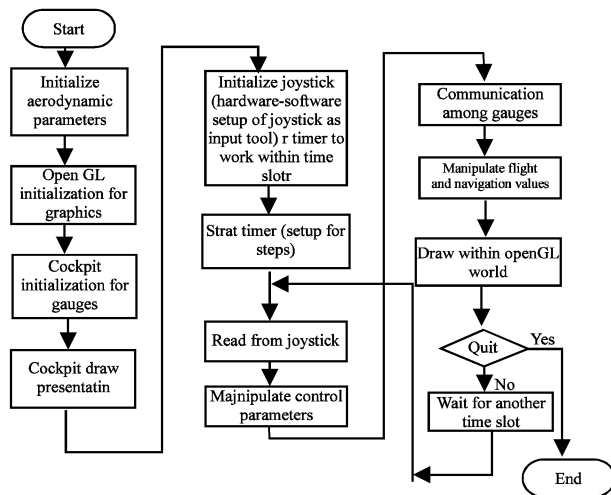 Start
Initialize
aerodynamic
parameters
Open GL
initialization for
graphics
Cockpit
initialization for
gauges
Cockpit draw
presentatin
Initialize joystick
(hardware-software
setup of joystick as
input tool) r timer to
work within time
slotr
Strat timer (setup for
steps)
Read from joystick
Majnipulate control
parameters
Communication
among gauges
Manipulate flight
and navigation values
Draw within openGL
world
Quit
Yes
No
Wait for another
time slot
End